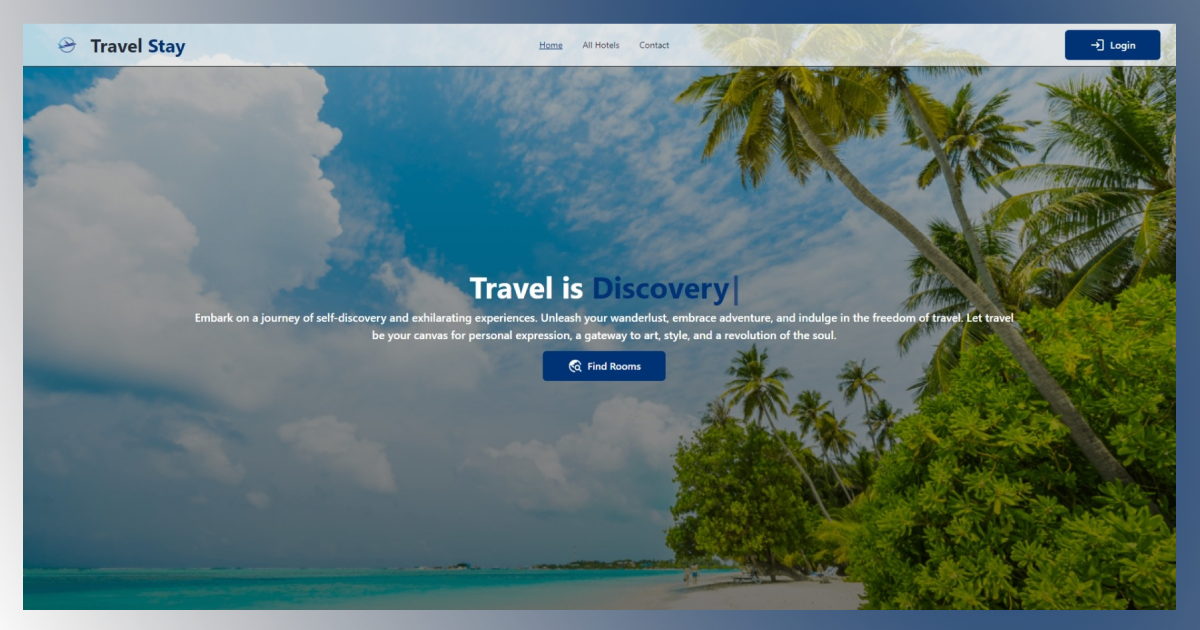 Travel Stay
Home
All Hotels
Contact
Login
Travel is Discovery|
Embark on a journey of self-discovery and exhilarating experiences. Unleash your wanderlust, embrace adventure, and indulge in the freedom of travel. Let travel
be your canvas for personal expression, a gateway to art, style, and a revolution of the soul.
Find Rooms